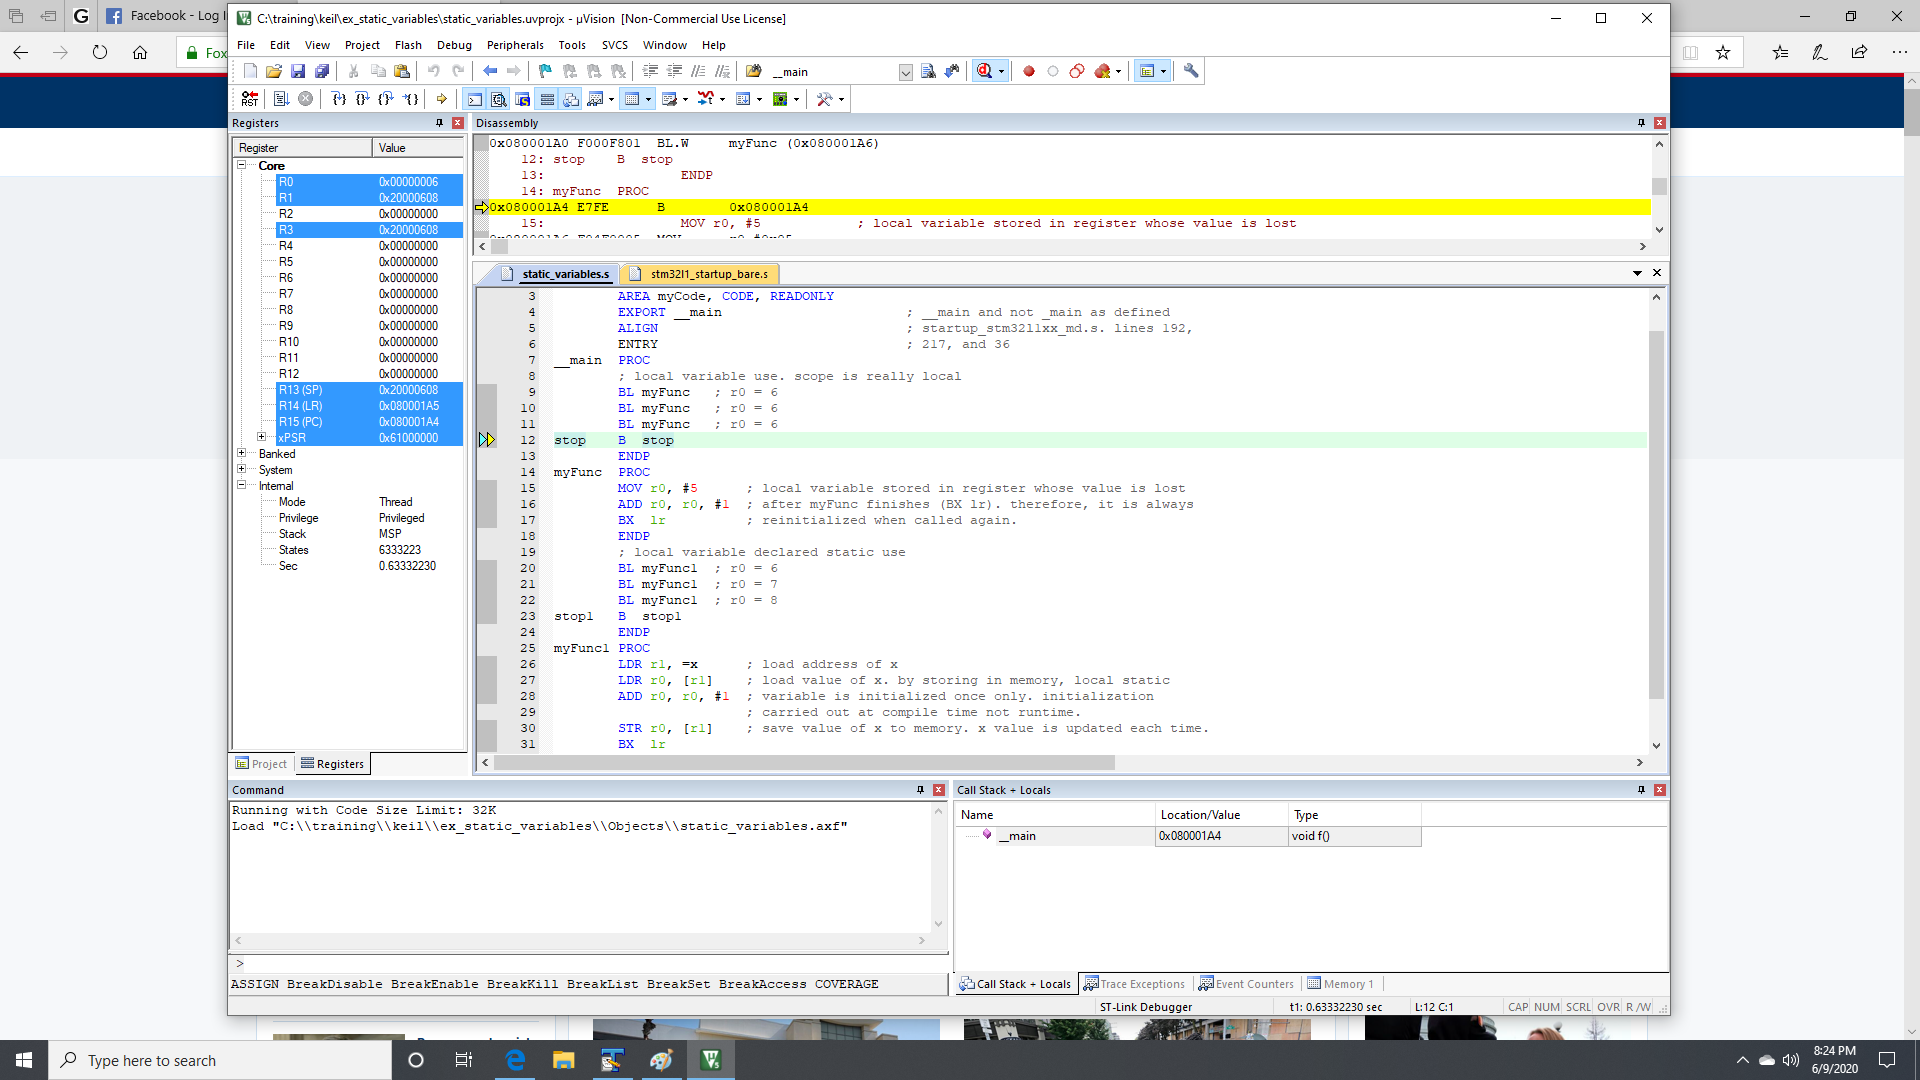 Facebook - Log I
C:\training\keil\ex_static_variables\static_variables.uvprojx - µVision  [Non-Commercial Use License]
Fox
File Edit View Project Flash Debug Peripherals Tools SVCS Window Help
__main
RST
Registers
Register Value
Core
R0 0x00000006
R1 0x20000608
R2 0x00000000
R3 0x20000608
R4 0x00000000
R5 0x00000000
R6 0x00000000
R7 0x00000000
R8 0x00000000
R9 0x00000000
R10 0x00000000
R11 0x00000000
R12 0x00000000
R13 (SP) 0x20000608
R14 (LR) 0x080001A5
R15 (PC) 0x080001A4
xPSR 0x61000000
Banked
System
Internal
Mode Thread
Privilege Privileged
Stack MSP
States 6333223
Sec 0.63332230
Project Registers
Disassembly
0x080001A0 F000F801 BL.W myFunc (0x080001A6)
12: stop B stop
13: ENDP
14: myFunc PROC
0x080001A4 E7FE B 0x080001A4
15: MOV r0, #5 ; local variable stored in register whose value is lost
static_variables.s stm32l1_startup_bare.s
3 AREA myCode, CODE, READONLY
4 EXPORT __main ; __main and not _main as defined
5 ALIGN ; startup_stm32l1xx_md.s. lines 192,
6 ENTRY ; 217, and 36
7 __main PROC
8 ; local variable use. scope is really local
9 BL myFunc ; r0 = 6
10 BL myFunc ; r0 = 6
11 BL myFunc ; r0 = 6
12 stop B stop
13 ENDP
14 myFunc PROC
15 MOV r0, #5 ; local variable stored in register whose value is lost
16 ADD r0, r0, #1 ; after myFunc finishes (BX lr). therefore, it is always
17 BX lr ; reinitialized when called again.
18 ENDP
19 ; local variable declared static use
20 BL myFunc1 ; r0 = 6
21 BL myFunc1 ; r0 = 7
22 BL myFunc1 ; r0 = 8
23 stop1 B stop1
24 ENDP
25 myFunc1 PROC
26 LDR r1, =x ; load address of x
27 LDR r0, [r1] ; load value of x. by storing in memory, local static
28 ADD r0, r0, #1 ; variable is initialized once only. initialization
29 ; carried out at compile time not runtime.
30 STR r0, [r1] ; save value of x to memory. x value is updated each time.
31 BX lr
Command
Running with Code Size Limit: 32K
Load "C:\\training\\keil\\ex_static_variables\\Objects\\static_variables.axf"
>
ASSIGN BreakDisable BreakEnable BreakKill BreakList BreakSet BreakAccess COVERAGE
Call Stack + Locals
Name Location/Value Type
__main 0x080001A4 void f()
Call Stack + Locals Trace Exceptions Event Counters Memory 1
ST-Link Debugger t1: 0.63332230 sec L:12 C:1 CAP NUM SCRL OVR R/W
Type here to search
8:24 PM
6/9/2020